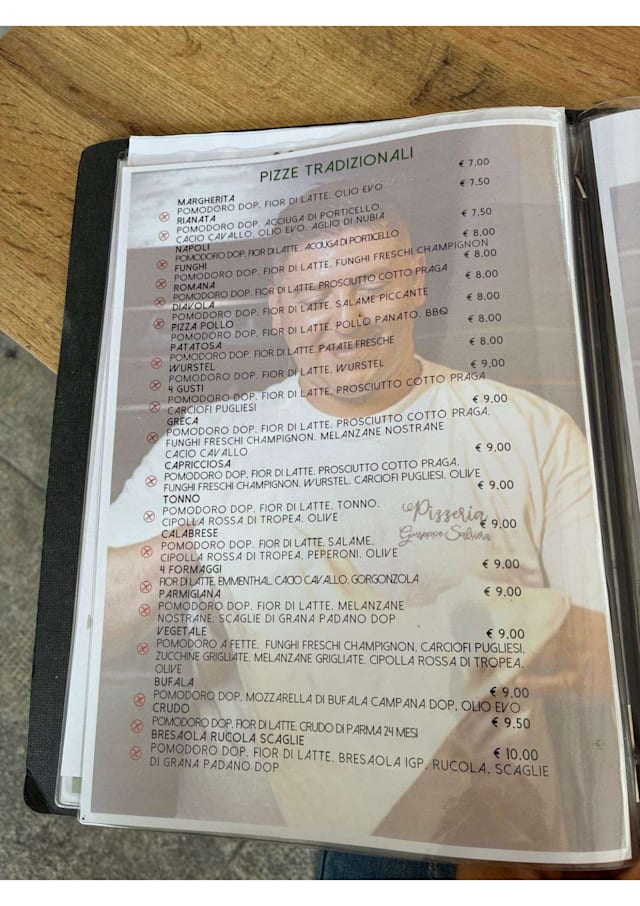 PIZZE TRADIZIONALI
MARGHERITA € 7.00
POMODORO DOP, FIOR DI LATTE, OLIO EVO
RIANATA € 7.50
POMODORO DOP, ACCIUGA DI PORTICELLO,
CACIO CAVALLO, OLIO EVO, AGLIO DI NUBIA
NAPOLI € 7.50
POMODORO DOP, FIOR DI LATTE, ACCIUGA DI PORTICELLO
FUNGHI € 8.00
POMODORO DOP, FIOR DI LATTE, FUNGHI FRESCHI CHAMPIGNON
ROMANA € 8.00
POMODORO DOP, FIOR DI LATTE, PROSCIUTTO COTTO PRAGA
DIAVOLA € 8.00
POMODORO DOP, FIOR DI LATTE, SALAME PICCANTE
PIZZA POLLO € 8.00
POMODORO DOP, FIOR DI LATTE, POLLO PANATO, BBQ
PATATOSA € 8.00
POMODORO DOP, FIOR DI LATTE, PATATE FRESCHE
WURSTEL € 8.00
POMODORO DOP, FIOR DI LATTE, WURSTEL
4 GUSTI € 9,00
POMODORO DOP, FIOR DI LATTE, PROSCIUTTO COTTO PRAGA
CARCIOFI PUGLIESI
GRECA € 9.00
POMODORO DOP, FIOR DI LATTE, PROSCIUTTO COTTO PRAGA,
FUNGHI FRESCHI CHAMPIGNON, MELANZANE NOSTRANE
CACIO CAVALLO
CAPRICCIOSA € 9,00
POMODORO DOP, FIOR DI LATTE, PROSCIUTTO COTTO PRAGA,
FUNGHI FRESCHI CHAMPIGNON, WURSTEL, CARCIOFI PUGLIESI, OLIVE
TONNO € 9.00
POMODORO DOP, FIOR DI LATTE, TONNO,
CIPOLLA ROSSA DI TROPEA, OLIVE
Pizzeria
Giuseppe Salvora
CALABRESE € 9,00
POMODORO DOP, FIOR DI LATTE, SALAME,
CIPOLLA ROSSA DI TROPEA, PEPERONI, OLIVE
4 FORMAGGI € 9.00
FIOR DI LATTE, EMMENTHAL, CACIO CAVALLO, GORGONZOLA
PARMIGIANA € 9,00
POMODORO DOP, FIOR DI LATTE, MELANZANE
NOSTRANE, SCAGLIE DI GRANA PADANO DOP
VEGETALE € 9.00
POMODORO A FETTE, FUNGHI FRESCHI CHAMPIGNON, CARCIOFI PUGLIESI,
ZUCCHINE GRIGLIATE, MELANZANE GRIGLIATE, CIPOLLA ROSSA DI TROPEA,
OLIVE
BUFALA € 9.00
POMODORO DOP, MOZZARELLA DI BUFALA CAMPANA DOP, OLIO EVO
CRUDO € 9.50
POMODORO DOP, FIOR DI LATTE, CRUDO DI PARMA 24 MESI
BRESAOLA RUCOLA SCAGLIE € 10.00
POMODORO DOP, FIOR DI LATTE, BRESAOLA IGP, RUCOLA, SCAGLIE
DI GRANA PADANO DOP